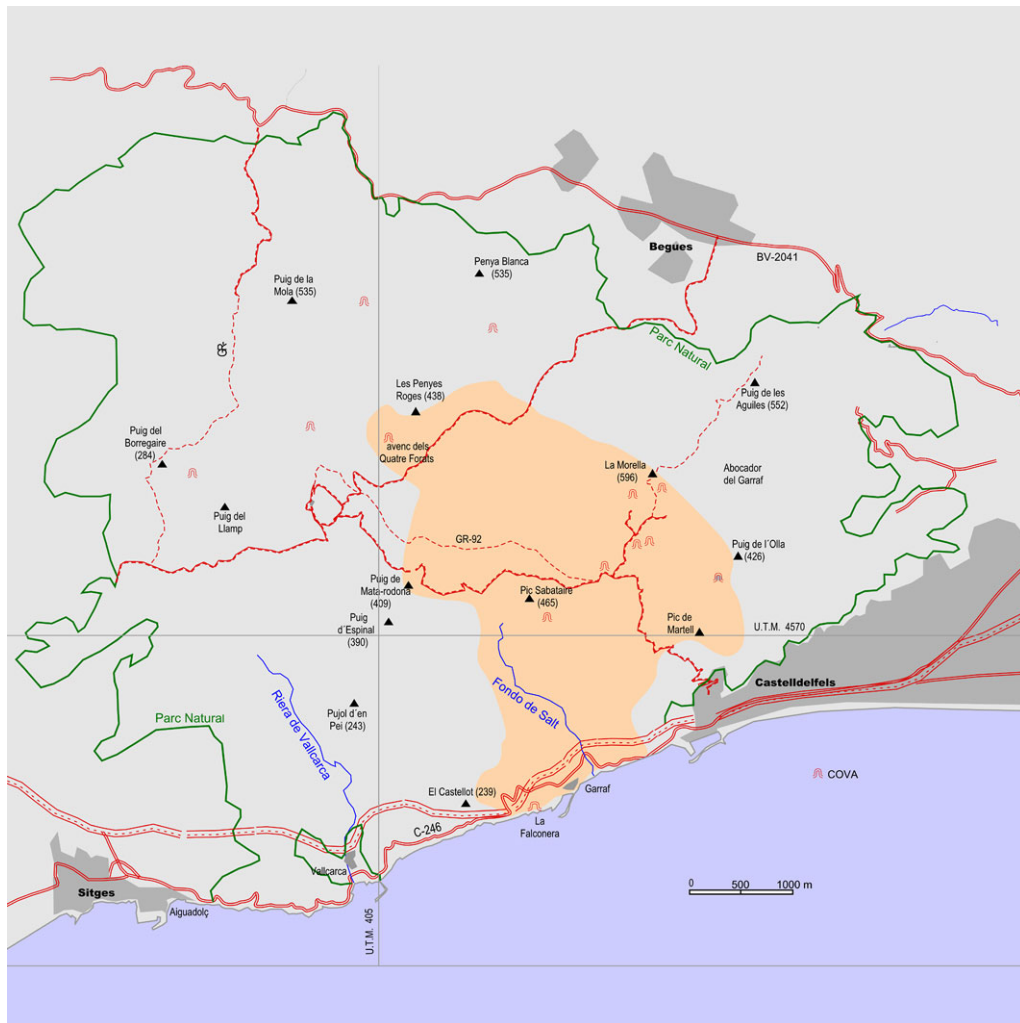 Begües
BV-2041
Penya Blanca
(535)
Puig de la
Mola (535)
Parc Natural
Les Penyes
Roges (438)
Puig de les
Aguiles (552)
Puig del
Borregaire
(284)
avenc dels
Quatre Forats
La Morella
(596)
Abocador
del Garraf
Puig del
Llamp
GR-92
Puig de l´Olla
(426)
Puig de
Mata-rodona
(409)
Pic Sabataire
(465)
Puig
d´Espinal
(390)
Pic de
Martell
U.T.M. 4570
Castelldelfels
Riera de Vallcarca
Fondo de Salt
Parc Natural
Pujol d´en
Pei (243)
COVA
El Castellot (239)
Garraf
C-246
La
Falconera
Vallcarca
0 500 1000 m
Sitges
Aiguadolç
U.T.M. 405